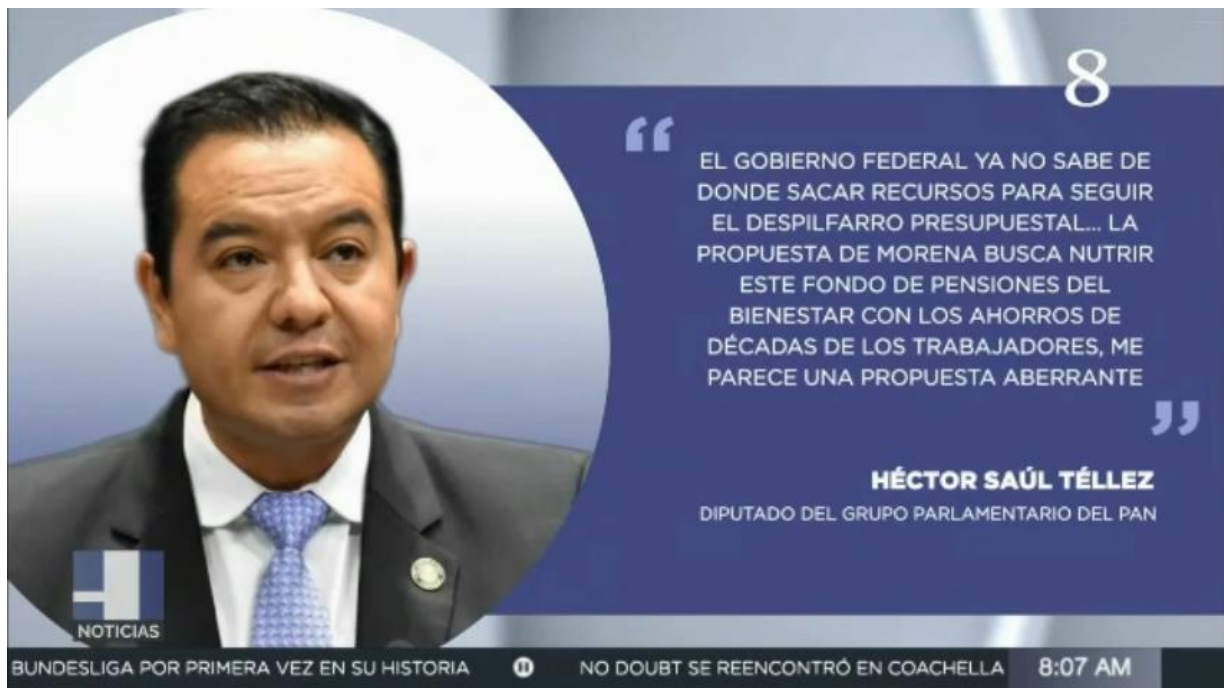 8
“
EL GOBIERNO FEDERAL YA NO SABE DE
DONDE SACAR RECURSOS PARA SEGUIR
EL DESPILFARRO PRESUPUESTAL... LA
PROPUESTA DE MORENA BUSCA NUTRIR
ESTE FONDO DE PENSIONES DEL
BIENESTAR CON LOS AHORROS DE
DÉCADAS DE LOS TRABAJADORES, ME
PARECE UNA PROPUESTA ABERRANTE
”
HÉCTOR SAÚL TÉLLEZ
DIPUTADO DEL GRUPO PARLAMENTARIO DEL PAN
NOTICIAS
BUNDESLIGA POR PRIMERA VEZ EN SU HISTORIA NO DOUBT SE REENCONTRÓ EN COACHELLA 8:07 AM